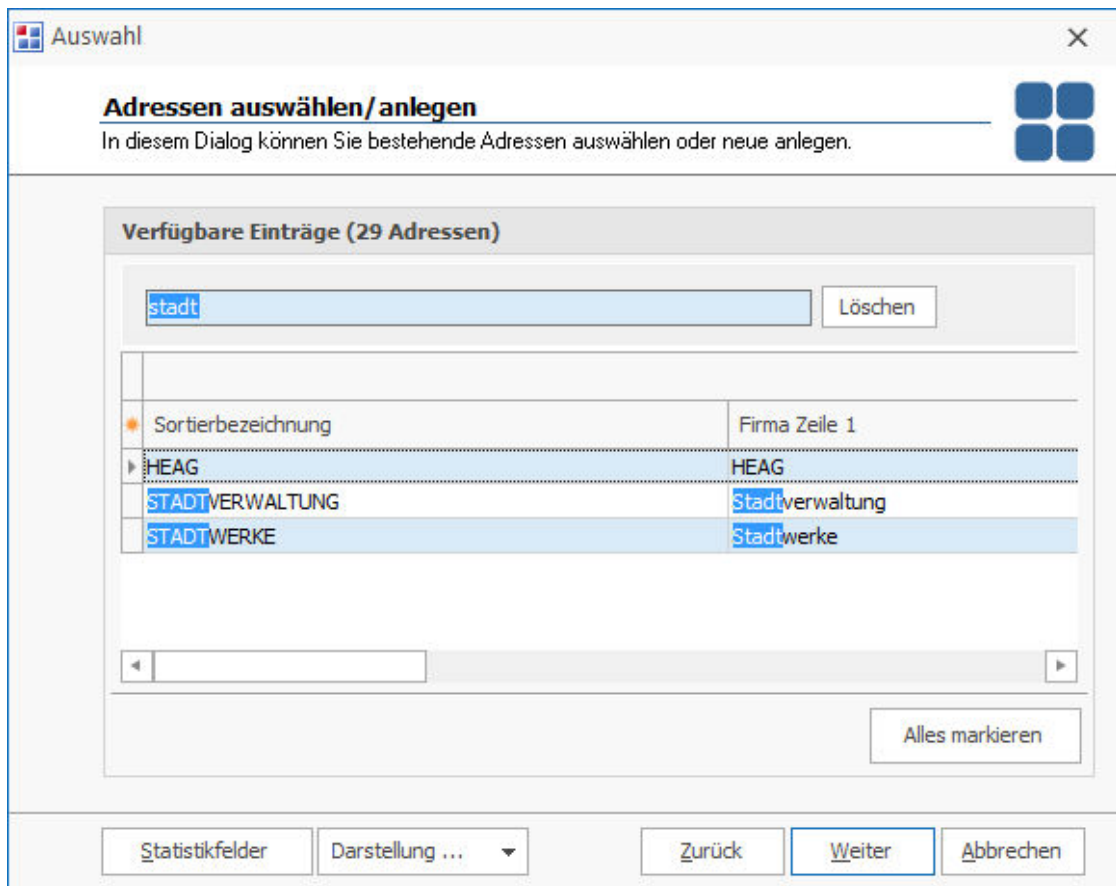 Auswahl
Adressen auswählen/anlegen
In diesem Dialog können Sie bestehende Adressen auswählen oder neue anlegen.
Verfügbare Einträge (29 Adressen)
stadt Löschen
Sortierbezeichnung Firma Zeile 1
HEAG HEAG
STADTVERWALTUNG Stadtverwaltung
STADTWERKE Stadtwerke
Alles markieren
Statistikfelder Darstellung ... Zurück Weiter Abbrechen